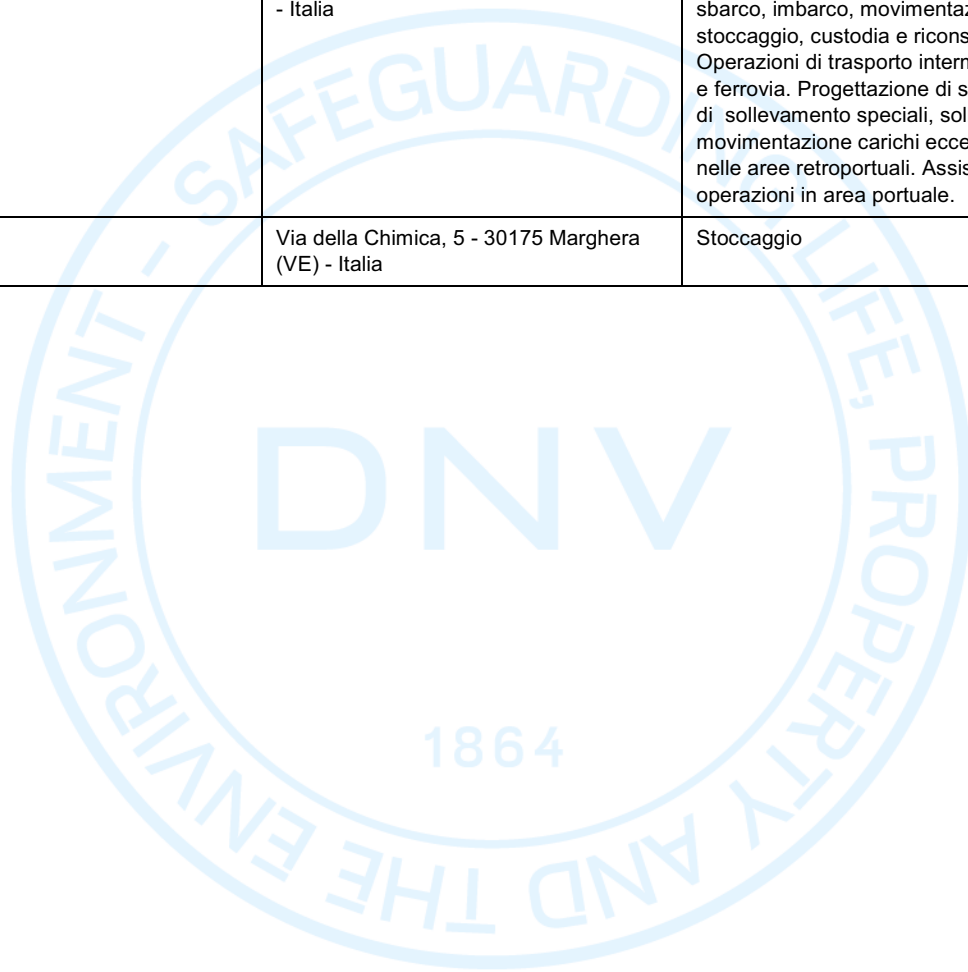 - Italia
sbarco, imbarco, movimentaz
stoccaggio, custodia e ricons
Operazioni di trasporto intern
e ferrovia. Progettazione di s
di sollevamento speciali, sol
movimentazione carichi ecce
nelle aree retroportuali. Assis
operazioni in area portuale.
Via della Chimica, 5 - 30175 Marghera
(VE) - Italia
Stoccaggio
SAFEGUARDING LIFE, PROPERTY AND THE ENVIRONMENT -
DNV
1864